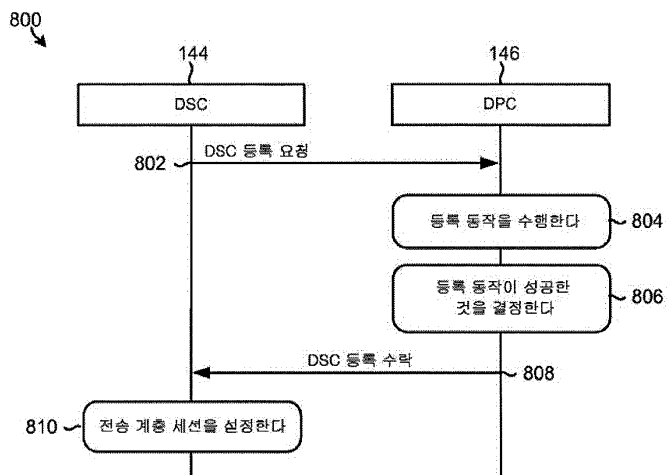 800
144
146
DSC
DPC
802
DSC 등록 요청
등록 동작을 수행한다
804
등록 동작이 성공한
것을 결정한다
806
DSC 등록 수락
808
810
전송 계층 세션을 설정한다